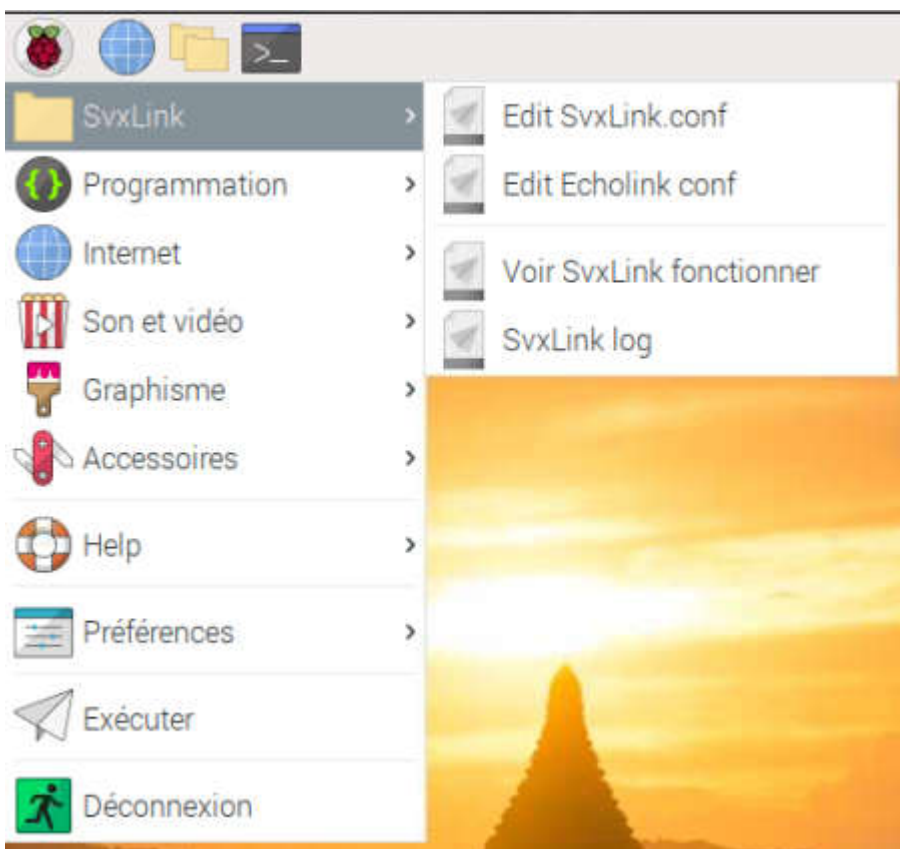 SvxLink
Programmation
Internet
Son et vidéo
Graphisme
Accessoires
Help
Préférences
Exécuter
Déconnexion
Edit SvxLink.conf
Edit Echolink conf
Voir SvxLink fonctionner
SvxLink log